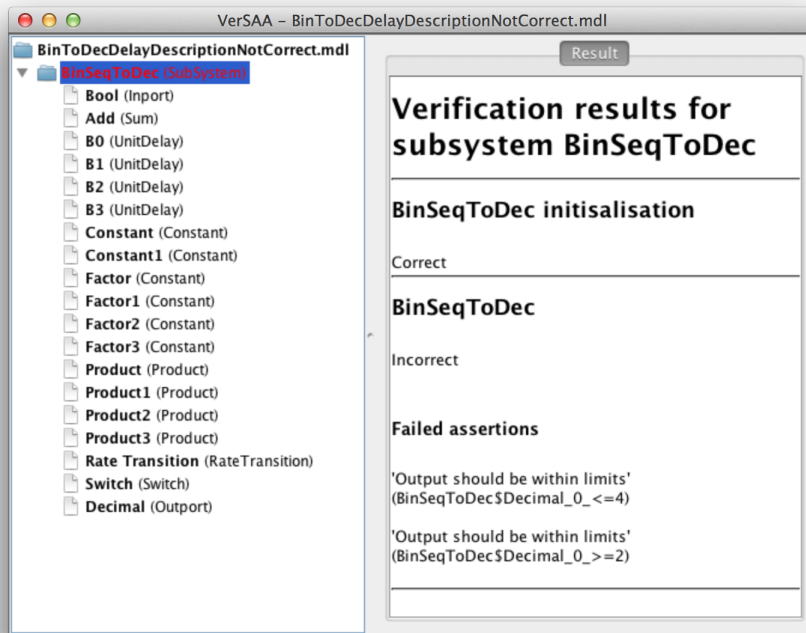 VerSAA – BinToDecDelayDescriptionNotCorrect.mdl
BinToDecDelayDescriptionNotCorrect.mdl
BinSeqToDec (SubSystem)
Bool (Inport)
Add (Sum)
B0 (UnitDelay)
B1 (UnitDelay)
B2 (UnitDelay)
B3 (UnitDelay)
Constant (Constant)
Constant1 (Constant)
Factor (Constant)
Factor1 (Constant)
Factor2 (Constant)
Factor3 (Constant)
Product (Product)
Product1 (Product)
Product2 (Product)
Product3 (Product)
Rate Transition (RateTransition)
Switch (Switch)
Decimal (Outport)
Result
Verification results for
subsystem BinSeqToDec
BinSeqToDec initisalisation
Correct
BinSeqToDec
Incorrect
Failed assertions
'Output should be within limits'
(BinSeqToDec$Decimal_0_<=4)
'Output should be within limits'
(BinSeqToDec$Decimal_0_>=2)